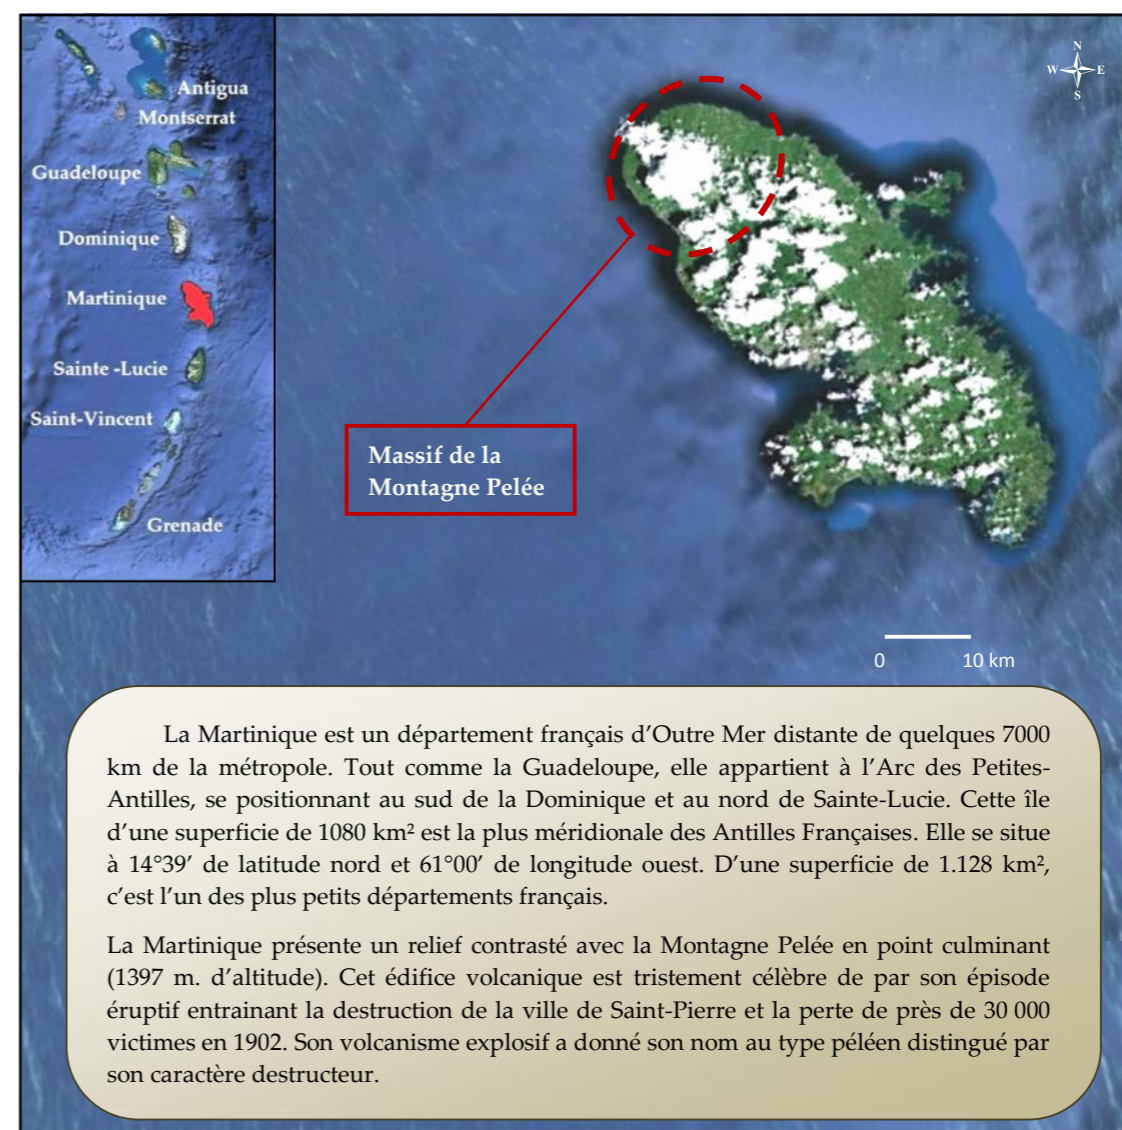 Antigua
Montserrat
Guadeloupe
Dominique
Martinique
Sainte -Lucie
Saint-Vincent
Grenade
N
W E
S
Massif de la
Montagne Pelée
0 10 km
La Martinique est un département français d’Outre Mer distante de quelques 7000
km de la métropole. Tout comme la Guadeloupe, elle appartient à l’Arc des Petites-
Antilles, se positionnant au sud de la Dominique et au nord de Sainte-Lucie. Cette île
d’une superficie de 1080 km² est la plus méridionale des Antilles Françaises. Elle se situe
à 14°39’ de latitude nord et 61°00’ de longitude ouest. D’une superficie de 1.128 km²,
c’est l’un des plus petits départements français.
La Martinique présente un relief contrasté avec la Montagne Pelée en point culminant
(1397 m. d’altitude). Cet édifice volcanique est tristement célèbre de par son épisode
éruptif entrainant la destruction de la ville de Saint-Pierre et la perte de près de 30 000
victimes en 1902. Son volcanisme explosif a donné son nom au type péléen distingué par
son caractère destructeur.